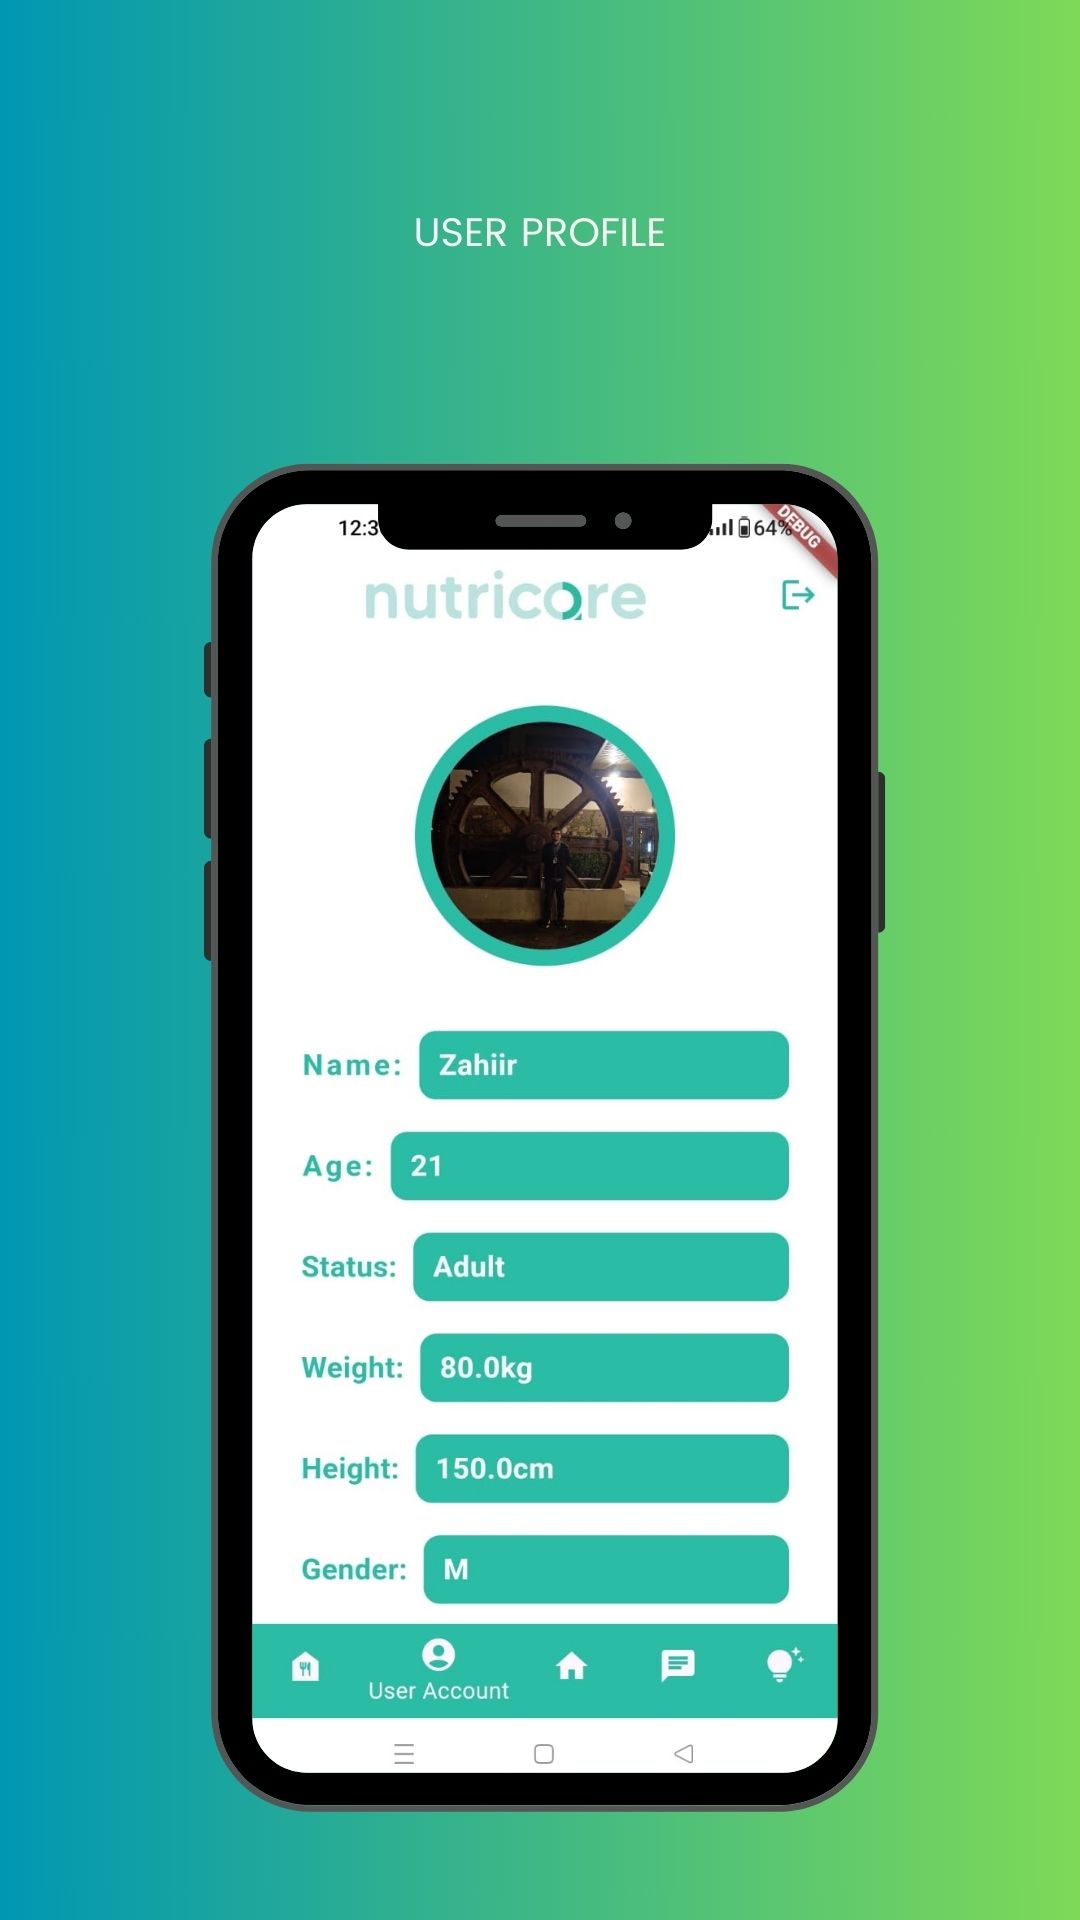 USER PROFILE
12:3
64%
DEBUG
nutricare
Name: Zahiir
Age: 21
Status: Adult
Weight: 80.0kg
Height: 150.0cm
Gender: M
User Account